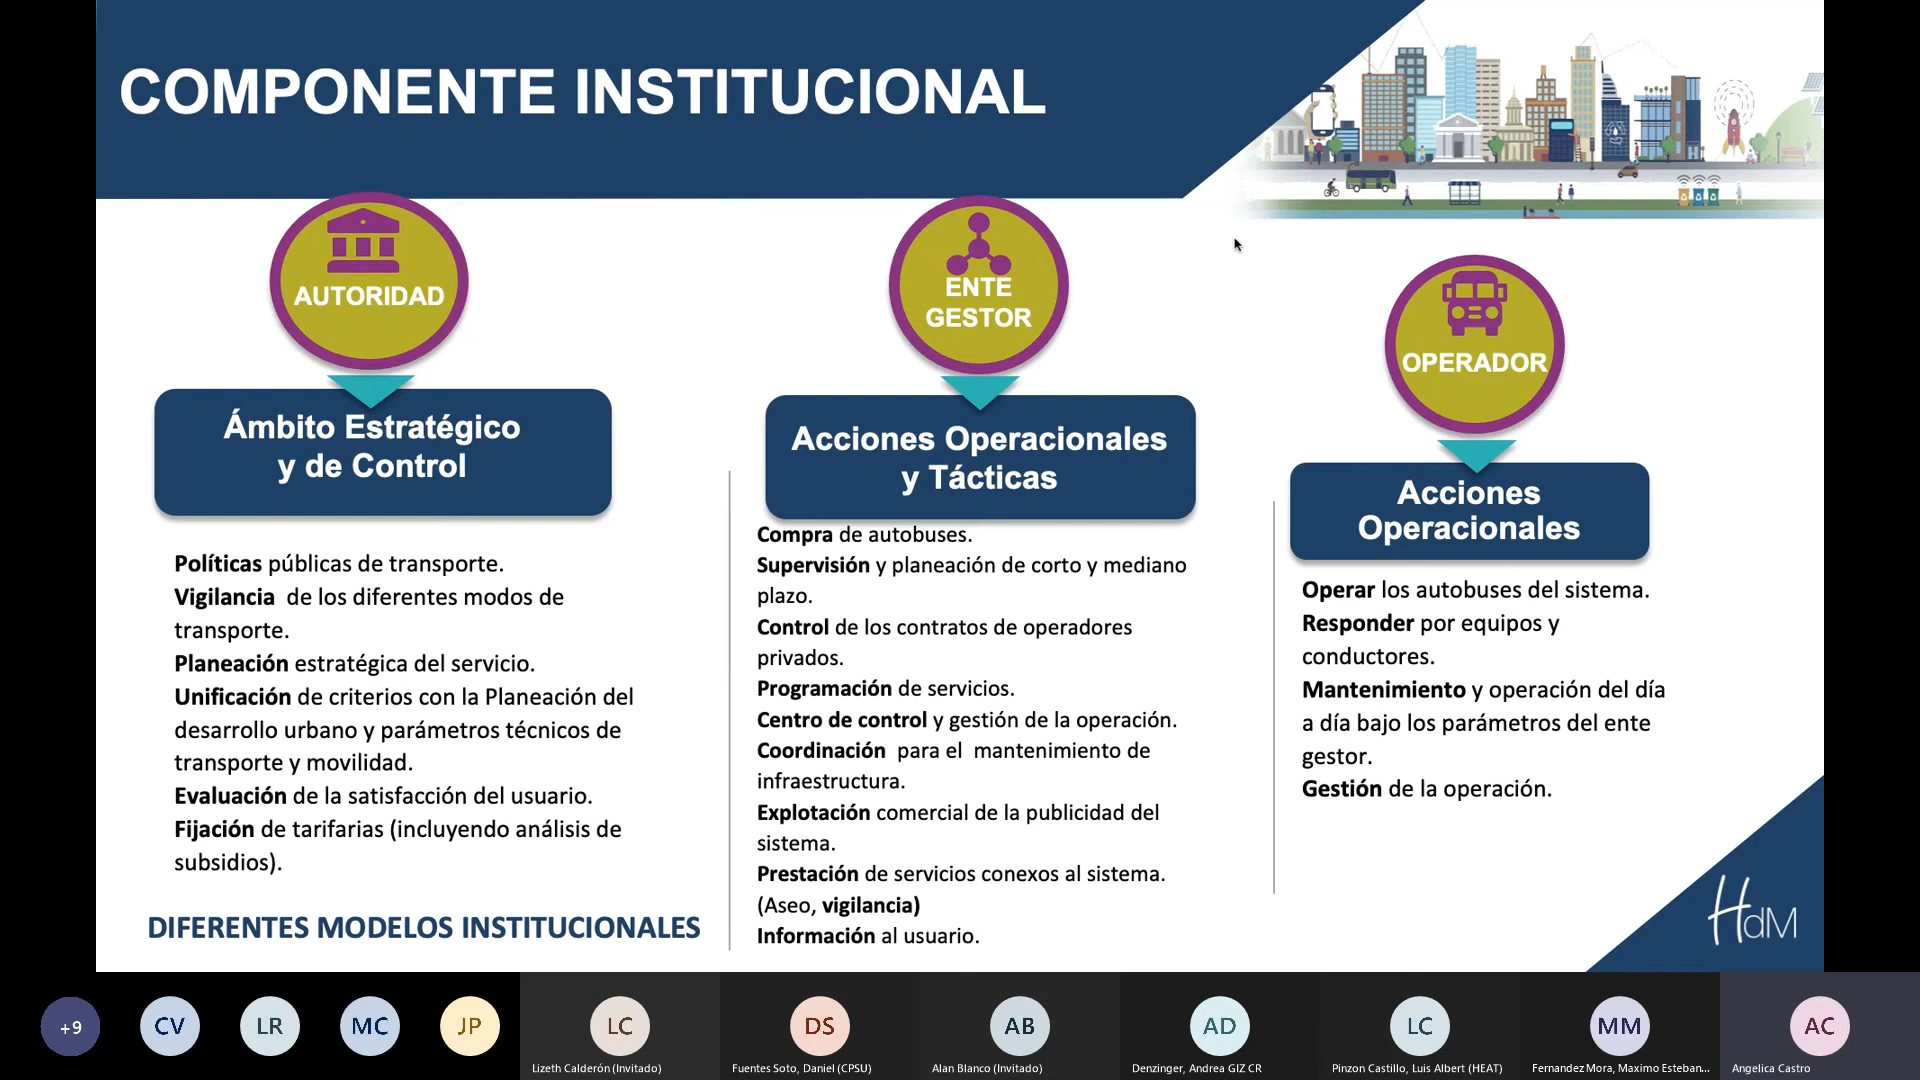 COMPONENTE INSTITUCIONAL
AUTORIDAD
Ámbito Estratégico
y de Control
Políticas públicas de transporte.
Vigilancia de los diferentes modos de
transporte.
Planeación estratégica del servicio.
Unificación de criterios con la Planeación del
desarrollo urbano y parámetros técnicos de
transporte y movilidad.
Evaluación de la satisfacción del usuario.
Fijación de tarifarias (incluyendo análisis de
subsidios).
DIFERENTES MODELOS INSTITUCIONALES
ENTE
GESTOR
Acciones Operacionales
y Tácticas
Compra de autobuses.
Supervisión y planeación de corto y mediano
plazo.
Control de los contratos de operadores
privados.
Programación de servicios.
Centro de control y gestión de la operación.
Coordinación para el mantenimiento de
infraestructura.
Explotación comercial de la publicidad del
sistema.
Prestación de servicios conexos al sistema.
(Aseo, vigilancia)
Información al usuario.
OPERADOR
Acciones
Operacionales
Operar los autobuses del sistema.
Responder por equipos y
conductores.
Mantenimiento y operación del día
a día bajo los parámetros del ente
gestor.
Gestión de la operación.
HdM
+9
CV
LR
MC
JP
LC
Lizeth Calderón (Invitado)
DS
Fuentes Soto, Daniel (CPSU)
AB
Alan Blanco (Invitado)
AD
Denzinger, Andrea GIZ CR
LC
Pinzon Castillo, Luis Albert (HEAT)
MM
Fernandez Mora, Maximo Esteban...
AC
Angelica Castro